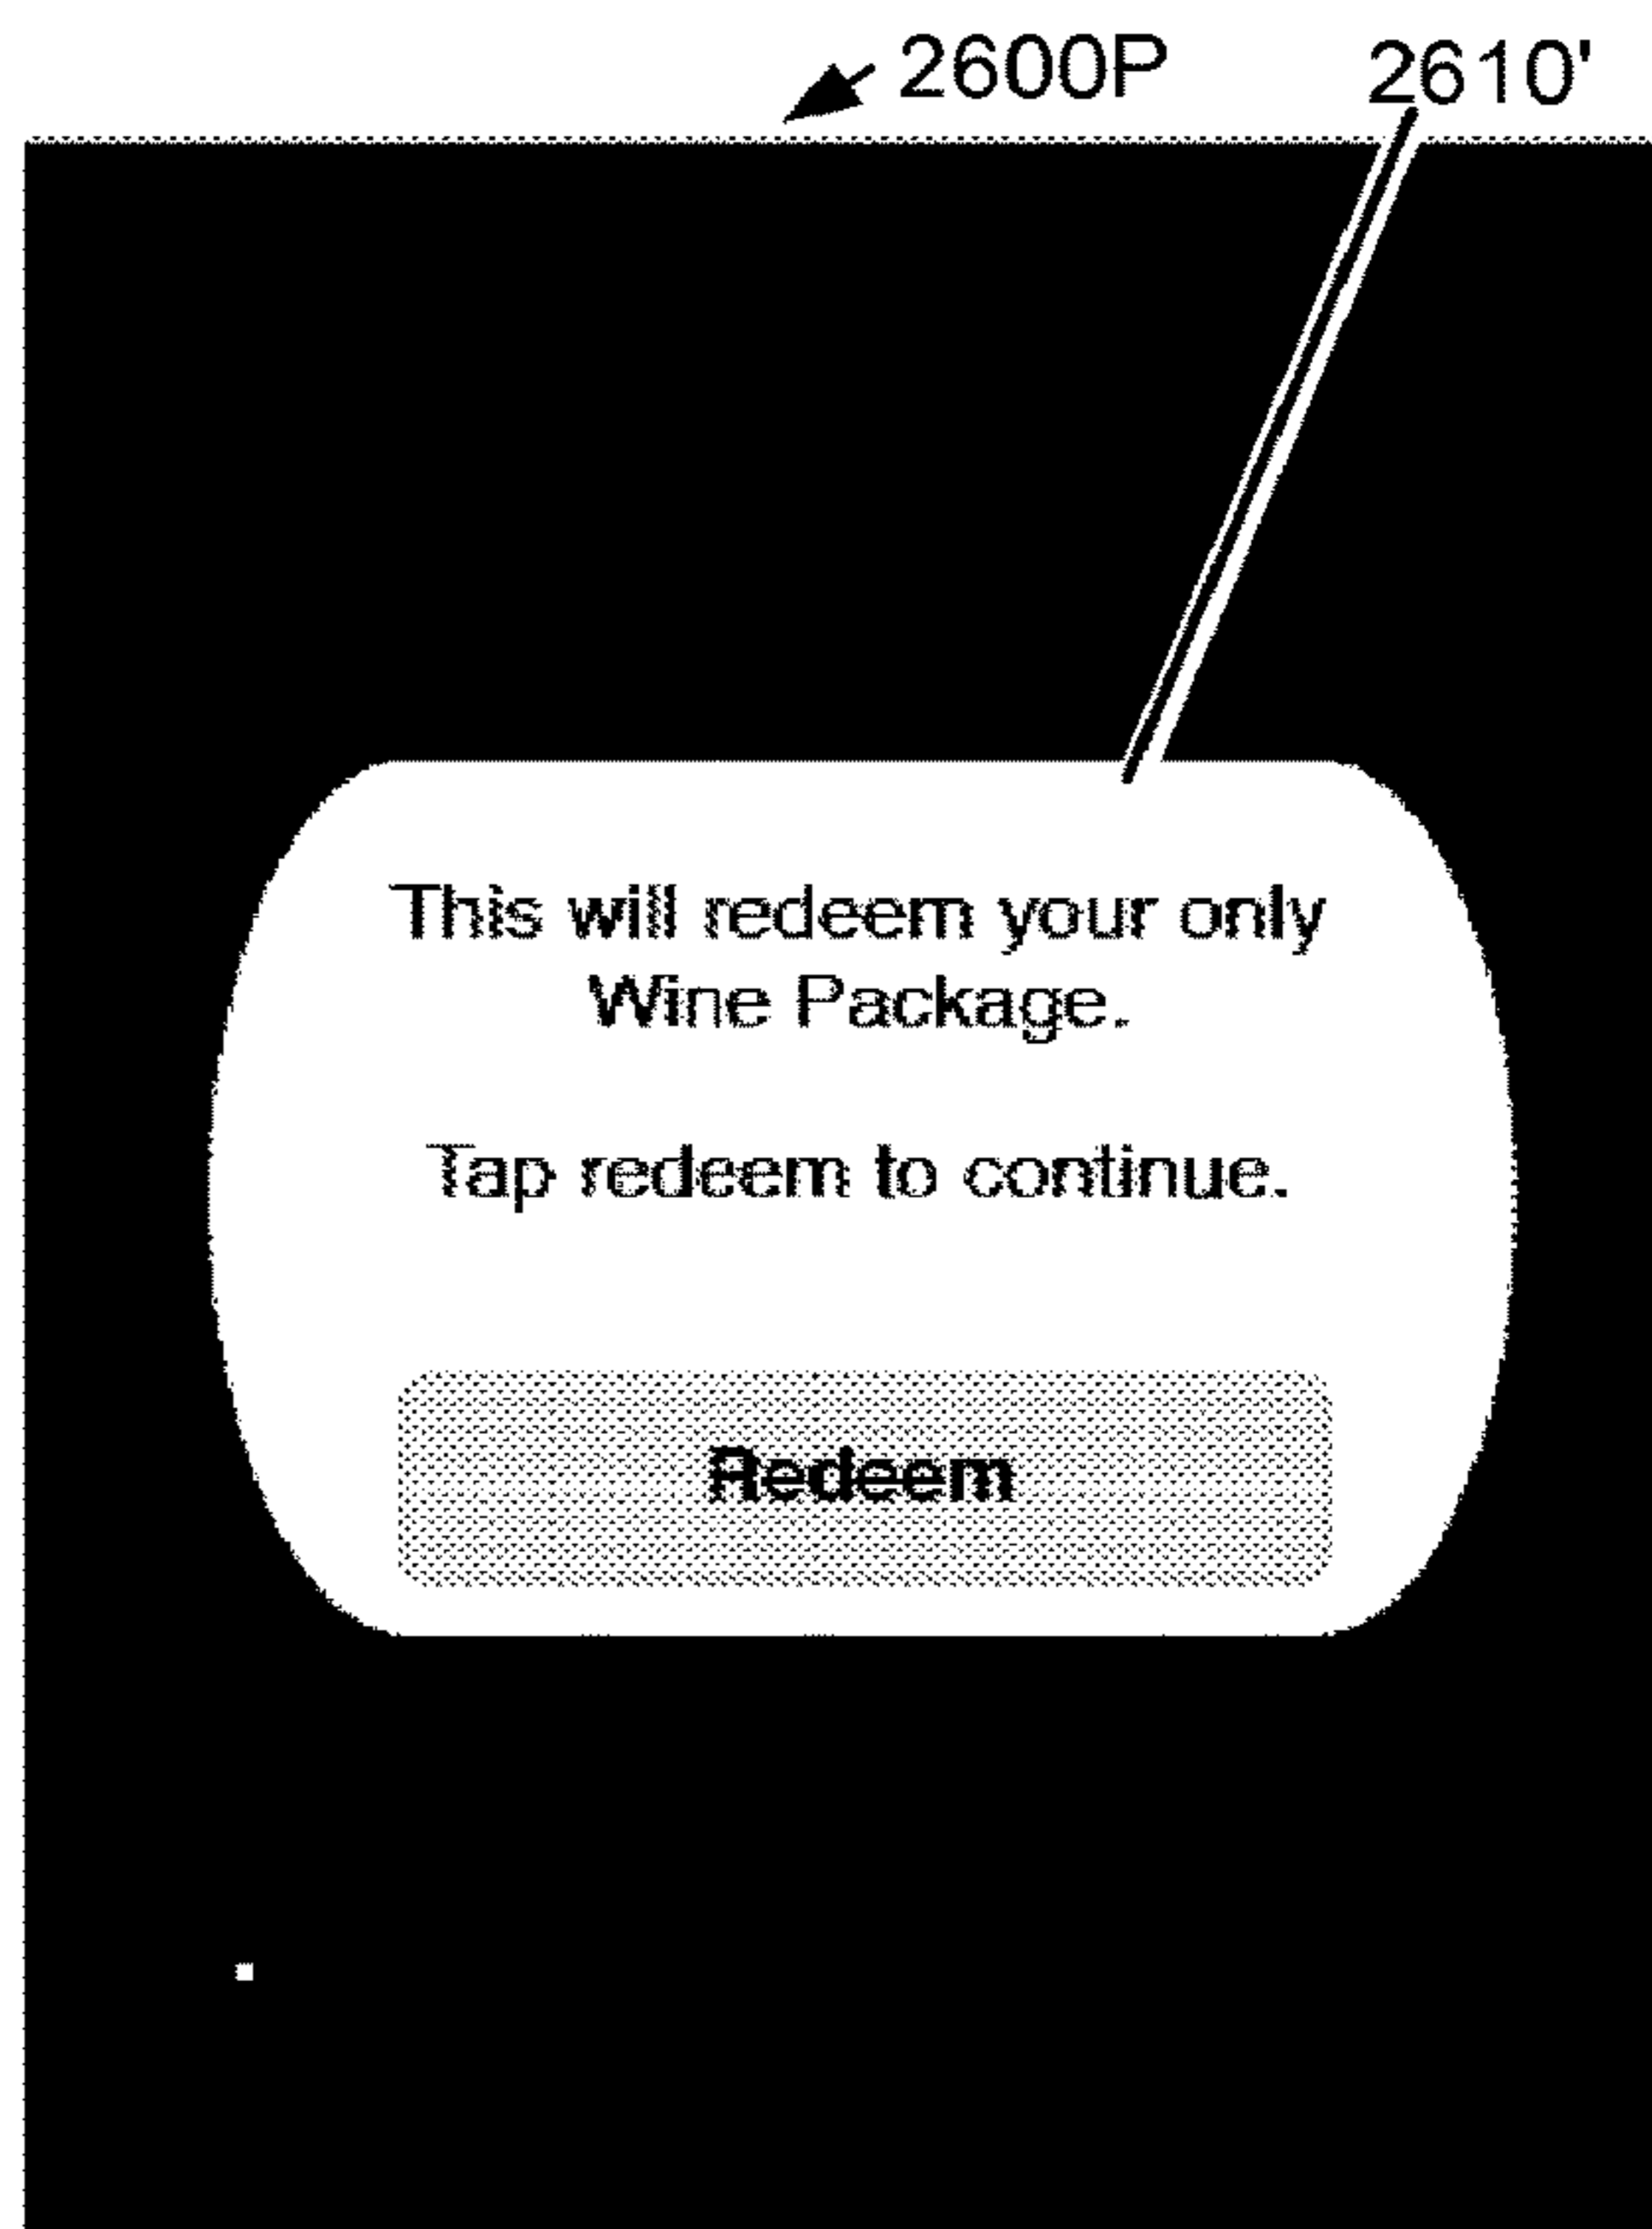 2600P 2610'
This will redeem your only
Wine Package.
Tap redeem to continue.
Redeem